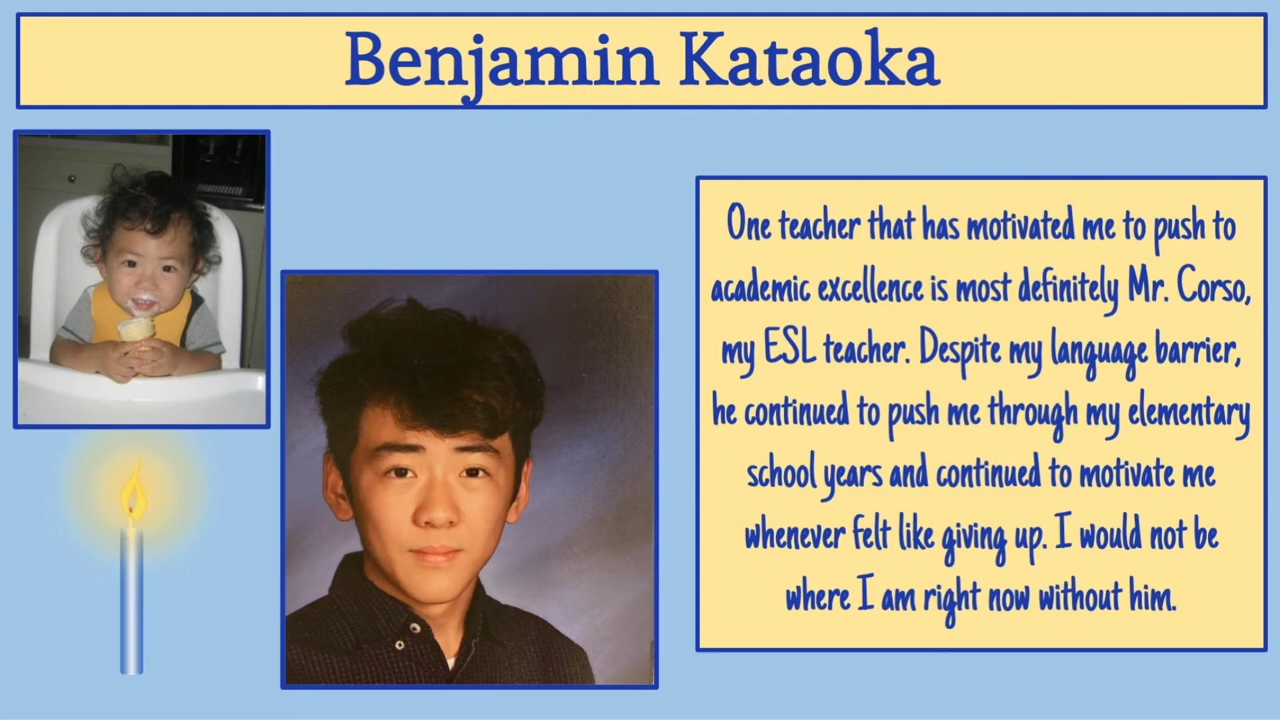 Benjamin Kataoka
One teacher that has motivated me to push to
academic excellence is most definitely Mr. Corso,
my ESL teacher. Despite my language barrier,
he continued to push me through my elementary
school years and continued to motivate me
whenever felt like giving up. I would not be
where I am right now without him.